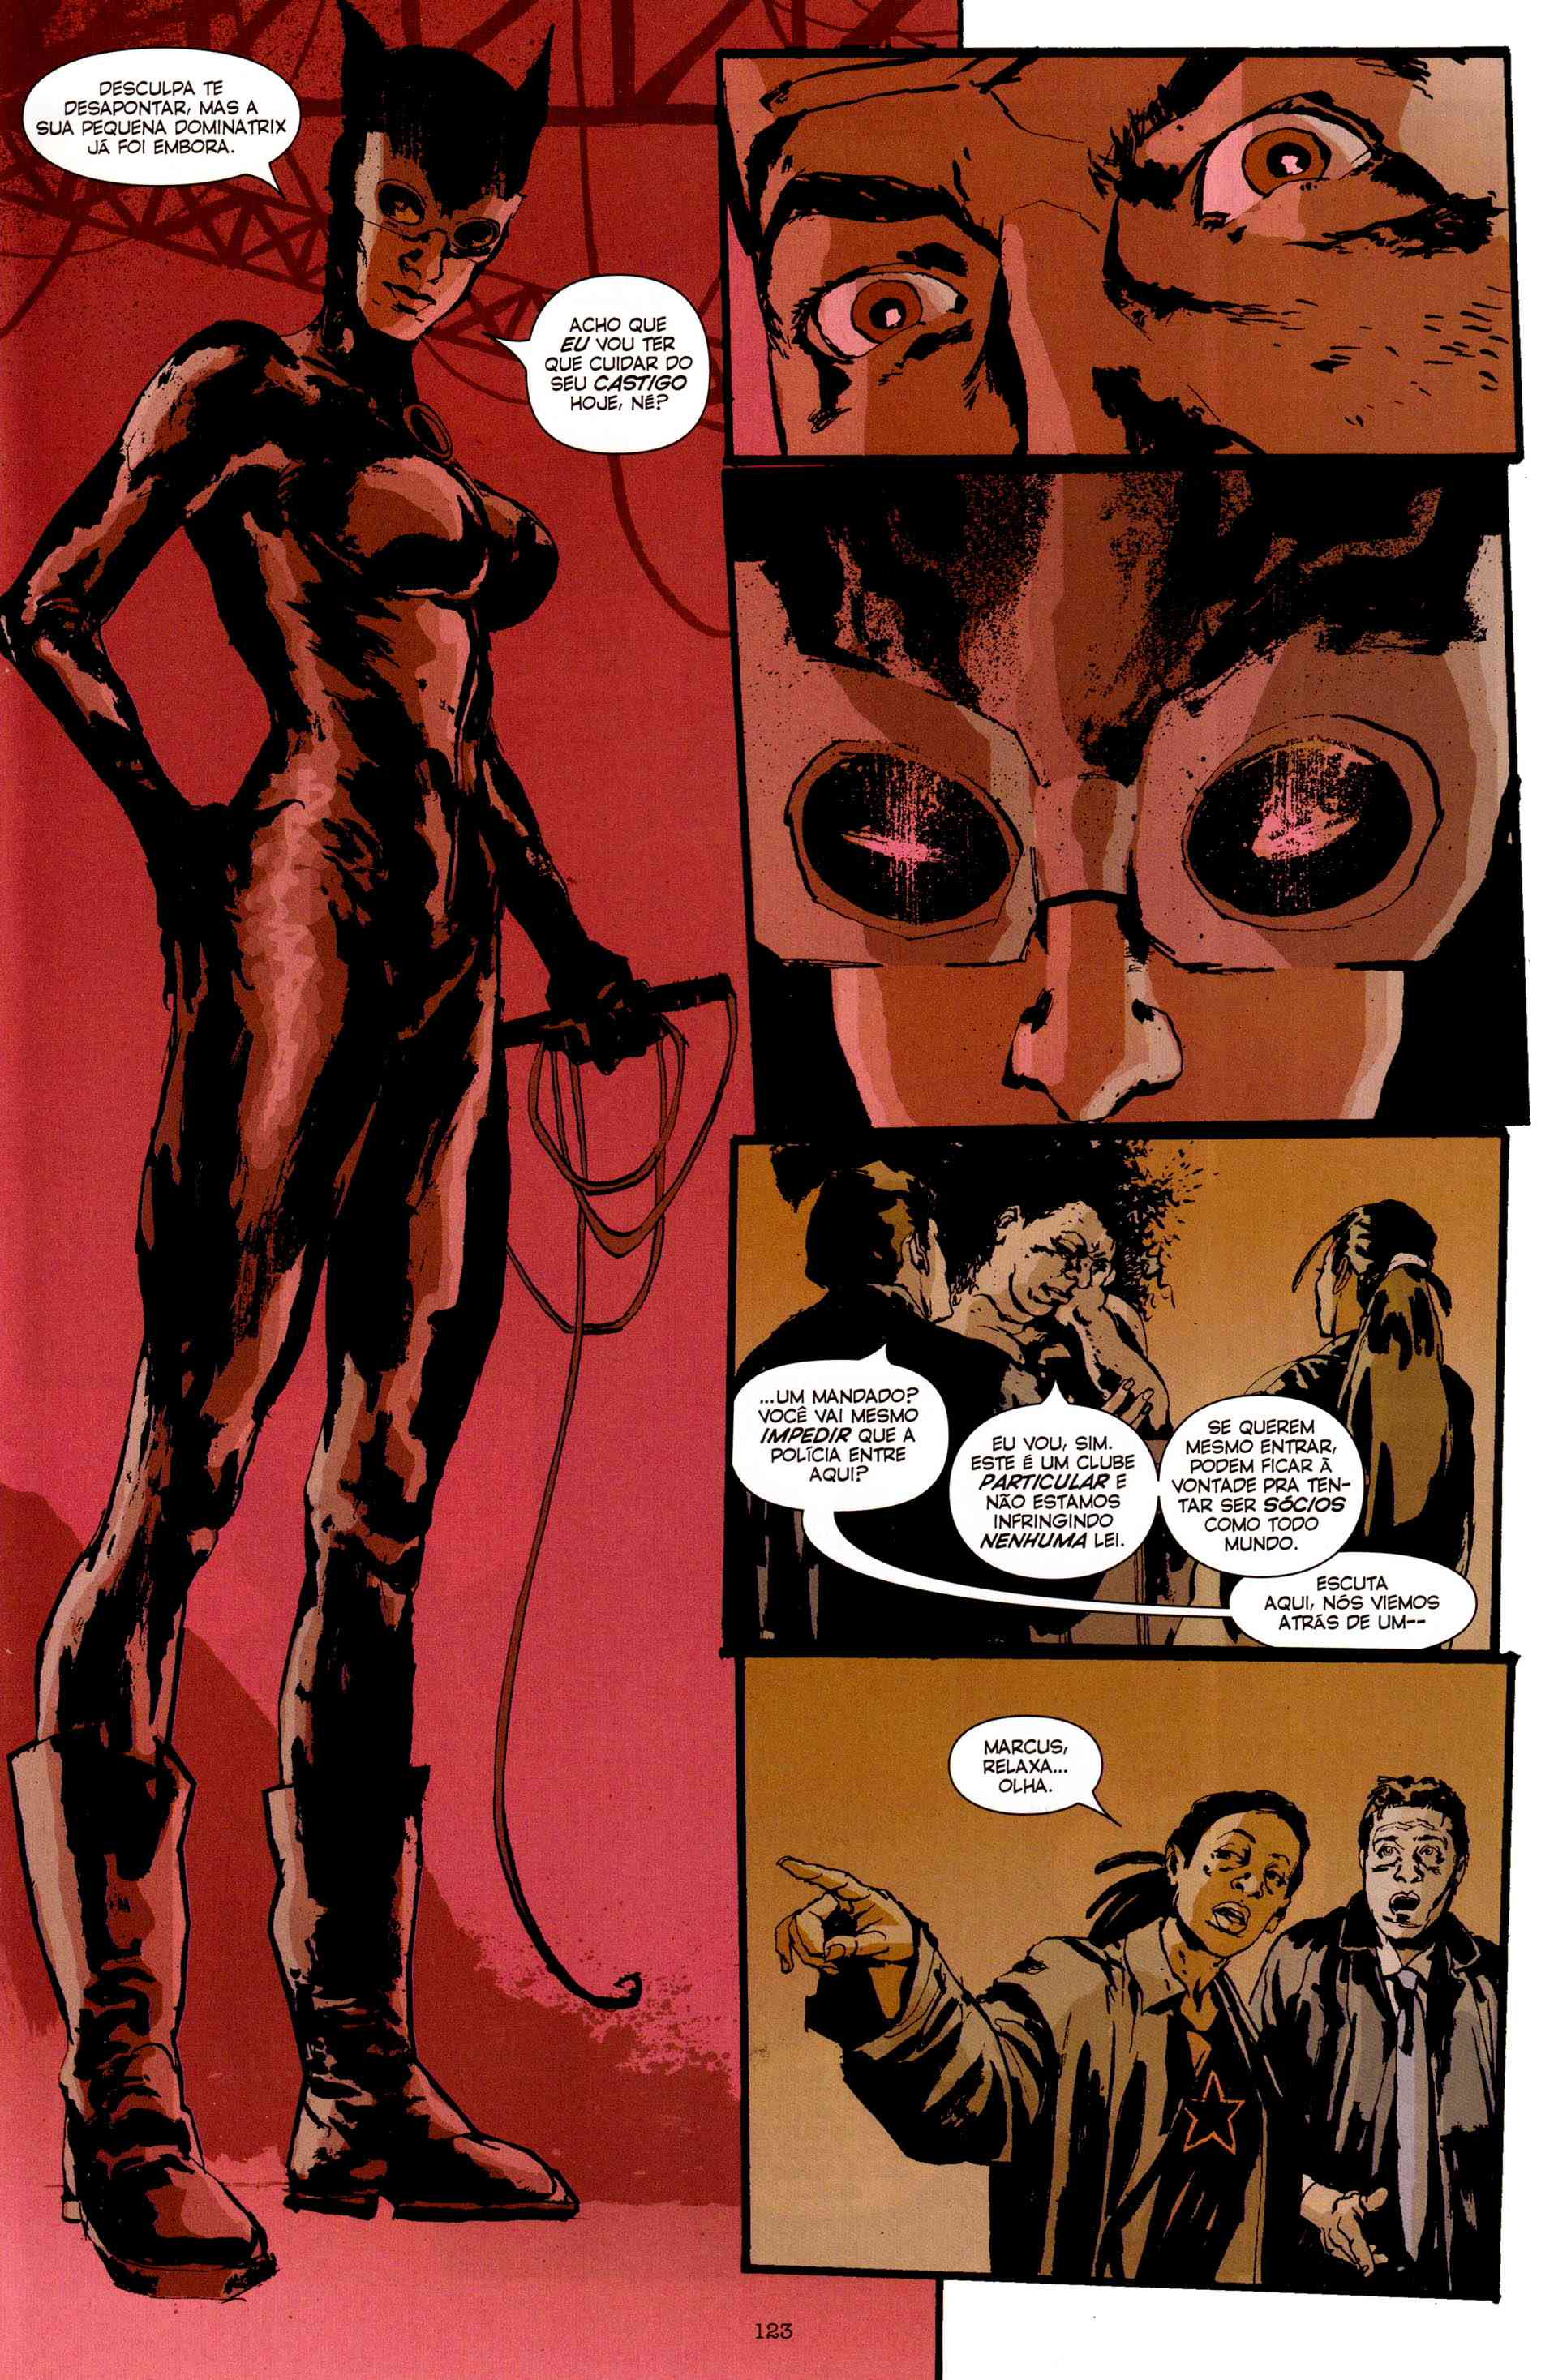 DESCULPA TE
DESAPONTAR, MAS A
SUA PEQUENA DOMINATRIX
JÁ FOI EMBORA.
ACHO QUE
EU VOU TER
QUE CUIDAR DO
SEU CASTIGO
HOJE, NÉ?
...UM MANDADO?
VOCÊ VAI MESMO
IMPEDIR QUE A
POLÍCIA ENTRE
AQUI?
EU VOU, SIM.
ESTE É UM CLUBE
PARTICULAR E
NÃO ESTAMOS
INFRINGINDO
NENHUMA LEI.
SE QUEREM
MESMO ENTRAR,
PODEM FICAR À
VONTADE PRA TEN-
TAR SER SÓCIOS
COMO TODO
MUNDO.
ESCUTA
AQUI, NÓS VIEMOS
ATRÁS DE UM--
MARCUS,
RELAXA...
OLHA.
123